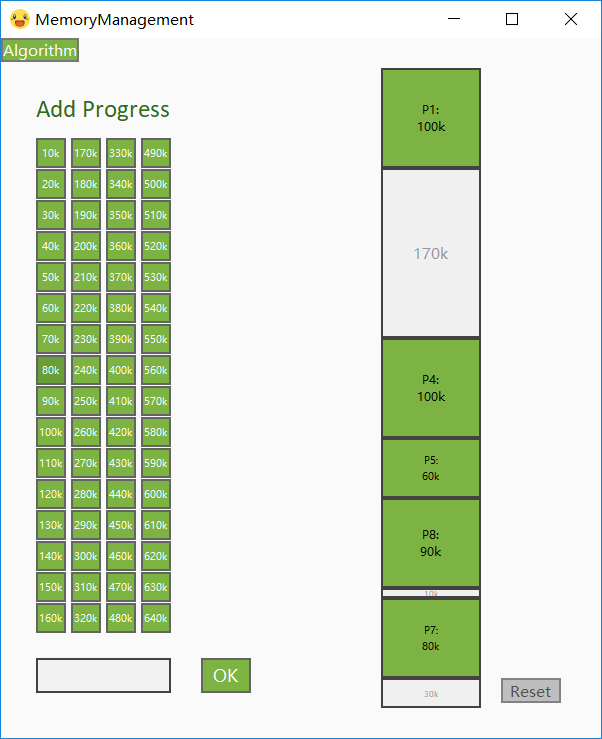 MemoryManagement
Algorithm
Add Progress
10k 170k 330k 490k
20k 180k 340k 500k
30k 190k 350k 510k
40k 200k 360k 520k
50k 210k 370k 530k
60k 220k 380k 540k
70k 230k 390k 550k
80k 240k 400k 560k
90k 250k 410k 570k
100k 260k 420k 580k
110k 270k 430k 590k
120k 280k 440k 600k
130k 290k 450k 610k
140k 300k 460k 620k
150k 310k 470k 630k
160k 320k 480k 640k
OK
P1:
100k
170k
P4:
100k
P5:
60k
P8:
90k
10k
P7:
80k
30k
Reset